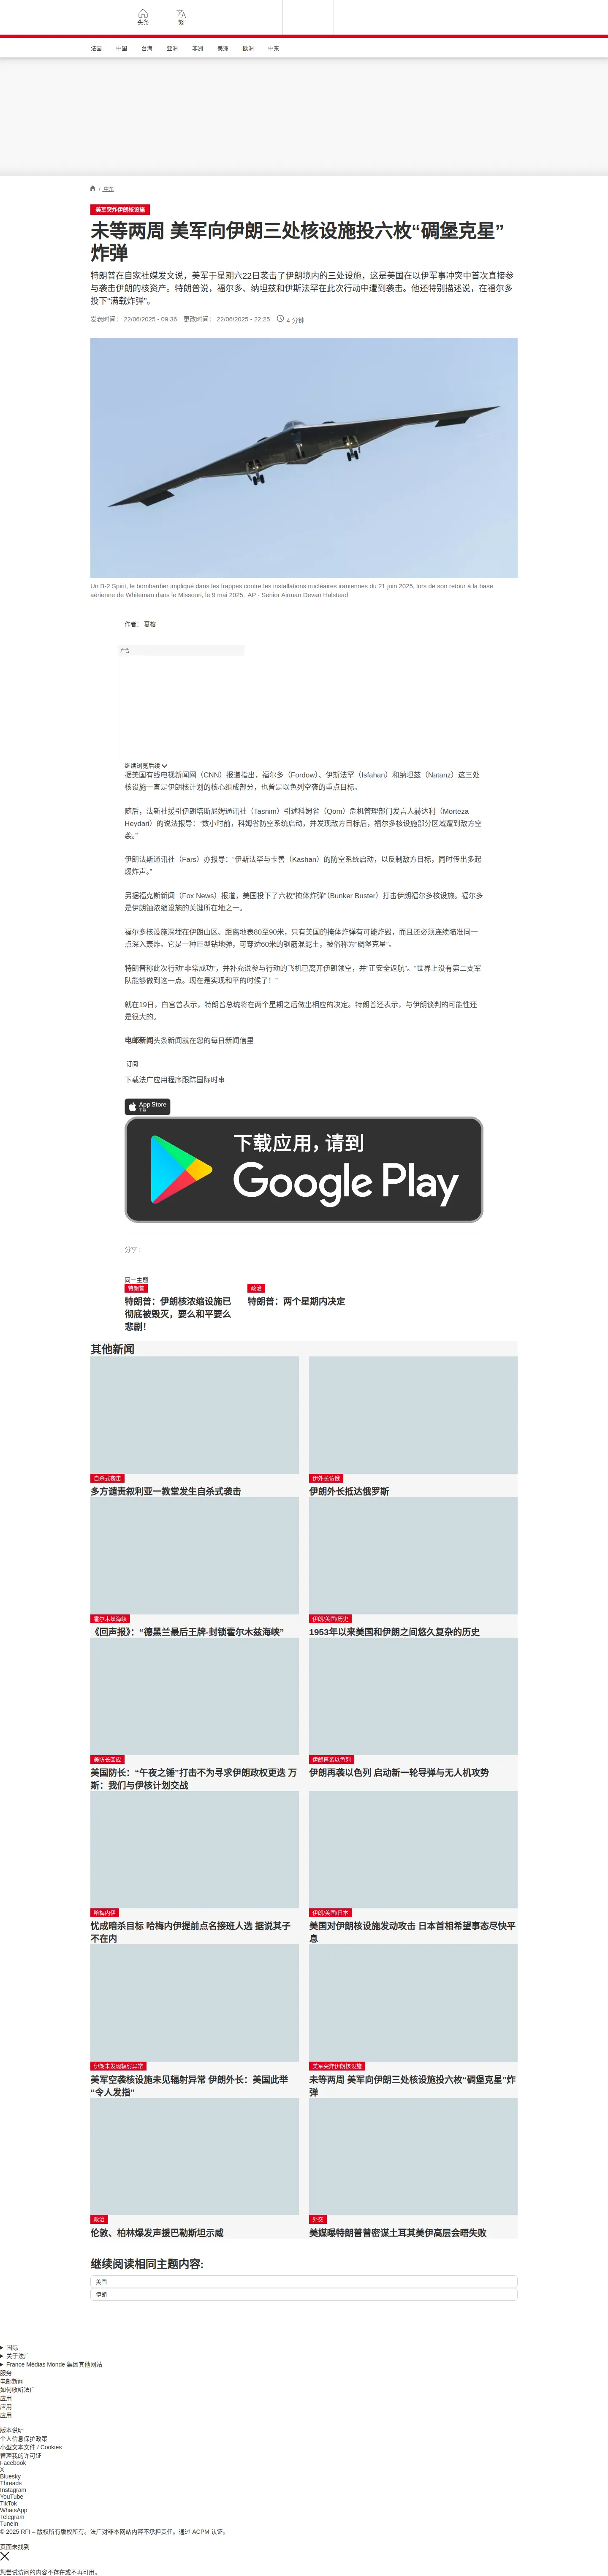 头条
繁
法国 中国 台海 亚洲 非洲 美洲 欧洲 中东
/ 中东
美军突炸伊朗核设施
未等两周 美军向伊朗三处核设施投六枚“碉堡克星”
炸弹
特朗普在自家社媒发文说，美军于星期六22日袭击了伊朗境内的三处设施，这是美国在以伊军事冲突中首次直接参
与袭击伊朗的核资产。特朗普说，福尔多、纳坦兹和伊斯法罕在此次行动中遭到袭击。他还特别描述说，在福尔多
投下“满载炸弹”。
发表时间： 22/06/2025 - 09:36 更改时间： 22/06/2025 - 22:25 4 分钟
Un B-2 Spirit, le bombardier impliqué dans les frappes contre les installations nucléaires iraniennes du 21 juin 2025, lors de son retour à la base
aérienne de Whiteman dans le Missouri, le 9 mai 2025. AP - Senior Airman Devan Halstead
作者： 夏榕
广告
继续浏览后续
据美国有线电视新闻网（CNN）报道指出，福尔多（Fordow）、伊斯法罕（Isfahan）和纳坦兹（Natanz）这三处
核设施一直是伊朗核计划的核心组成部分，也曾是以色列空袭的重点目标。
随后，法新社援引伊朗塔斯尼姆通讯社（Tasnim）引述科姆省（Qom）危机管理部门发言人赫达利（Morteza
Heydari）的说法报导：“数小时前，科姆省防空系统启动，并发现敌方目标后，福尔多核设施部分区域遭到敌方空
袭。”
伊朗法斯通讯社（Fars）亦报导：“伊斯法罕与卡善（Kashan）的防空系统启动，以反制敌方目标，同时传出多起
爆炸声。”
另据福克斯新闻（Fox News）报道，美国投下了六枚“掩体炸弹”（Bunker Buster）打击伊朗福尔多核设施。福尔多
是伊朗铀浓缩设施的关键所在地之一。
福尔多核设施深埋在伊朗山区、距离地表80至90米，只有美国的掩体炸弹有可能炸毁，而且还必须连续瞄准同一
点深入轰炸。它是一种巨型钻地弹，可穿透60米的钢筋混泥土，被俗称为“碉堡克星”。
特朗普称此次行动“非常成功”，并补充说参与行动的飞机已离开伊朗领空，并“正安全返航”。“世界上没有第二支军
队能够做到这一点。现在是实现和平的时候了！”
就在19日，白宫曾表示，特朗普总统将在两个星期之后做出相应的决定。特朗普还表示，与伊朗谈判的可能性还
是很大的。
电邮新闻头条新闻就在您的每日新闻信里
订阅
下载法广应用程序跟踪国际时事
App Store
下载
下载应用，请到
Google Play
分享 :
同一主题
特朗普
特朗普：伊朗核浓缩设施已
彻底被毁灭，要么和平要么
悲剧！
政治
特朗普：两个星期内决定
其他新闻
自杀式袭击
多方谴责叙利亚一教堂发生自杀式袭击
伊外长访俄
伊朗外长抵达俄罗斯
霍尔木兹海峡
《回声报》：“德黑兰最后王牌-封锁霍尔木兹海峡”
伊朗/美国/历史
1953年以来美国和伊朗之间悠久复杂的历史
美防长回应
美国防长：“午夜之锤”打击不为寻求伊朗政权更迭 万
斯：我们与伊核计划交战
伊朗再袭以色列
伊朗再袭以色列 启动新一轮导弹与无人机攻势
哈梅内伊
忧成暗杀目标 哈梅内伊提前点名接班人选 据说其子
不在内
伊朗/美国/日本
美国对伊朗核设施发动攻击 日本首相希望事态尽快平
息
伊朗未发现辐射异常
美军空袭核设施未见辐射异常 伊朗外长：美国此举
“令人发指”
美军突炸伊朗核设施
未等两周 美军向伊朗三处核设施投六枚“碉堡克星”炸
弹
政治
伦敦、柏林爆发声援巴勒斯坦示威
外交
美媒曝特朗普曾密谋土耳其美伊高层会晤失败
继续阅读相同主题内容:
美国
伊朗
国际
关于法广
France Médias Monde 集团其他网站
服务
电邮新闻
如何收听法广
应用
应用
应用
版本说明
个人信息保护政策
小型文本文件 / Cookies
管理我的许可证
Facebook
X
Bluesky
Threads
Instagram
YouTube
TikTok
WhatsApp
Telegram
TuneIn
© 2025 RFI – 版权所有版权所有。法广对非本网站内容不承担责任。通过 ACPM 认证。
页面未找到
您尝试访问的内容不存在或不再可用。